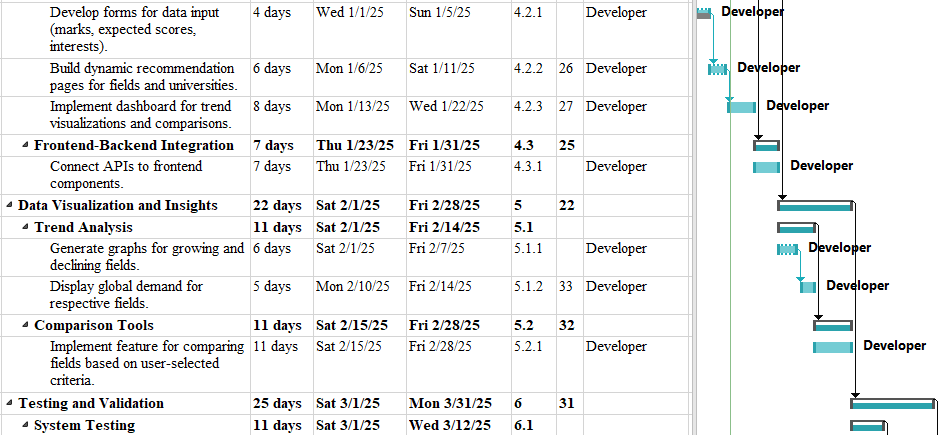 Develop forms for data input 4 days Wed 1/1/25 Sun 1/5/25 4.2.1 Developer Developer
(marks, expected scores,
interests).
Build dynamic recommendation 6 days Mon 1/6/25 Sat 1/11/25 4.2.2 26 Developer Developer
pages for fields and universities.
Implement dashboard for trend 8 days Mon 1/13/25 Wed 1/22/25 4.2.3 27 Developer Developer
visualizations and comparisons.
Frontend-Backend Integration 7 days Thu 1/23/25 Fri 1/31/25 4.3 25
Connect APIs to frontend 7 days Thu 1/23/25 Fri 1/31/25 4.3.1 Developer Developer
components.
Data Visualization and Insights 22 days Sat 2/1/25 Fri 2/28/25 5 22
Trend Analysis 11 days Sat 2/1/25 Fri 2/14/25 5.1
Generate graphs for growing and 6 days Sat 2/1/25 Fri 2/7/25 5.1.1 Developer Developer
declining fields.
Display global demand for 5 days Mon 2/10/25 Fri 2/14/25 5.1.2 33 Developer Developer
respective fields.
Comparison Tools 11 days Sat 2/15/25 Fri 2/28/25 5.2 32
Implement feature for comparing 11 days Sat 2/15/25 Fri 2/28/25 5.2.1 Developer Developer
fields based on user-selected
criteria.
Testing and Validation 25 days Sat 3/1/25 Mon 3/31/25 6 31
System Testing 11 days Sat 3/1/25 Wed 3/12/25 6.1